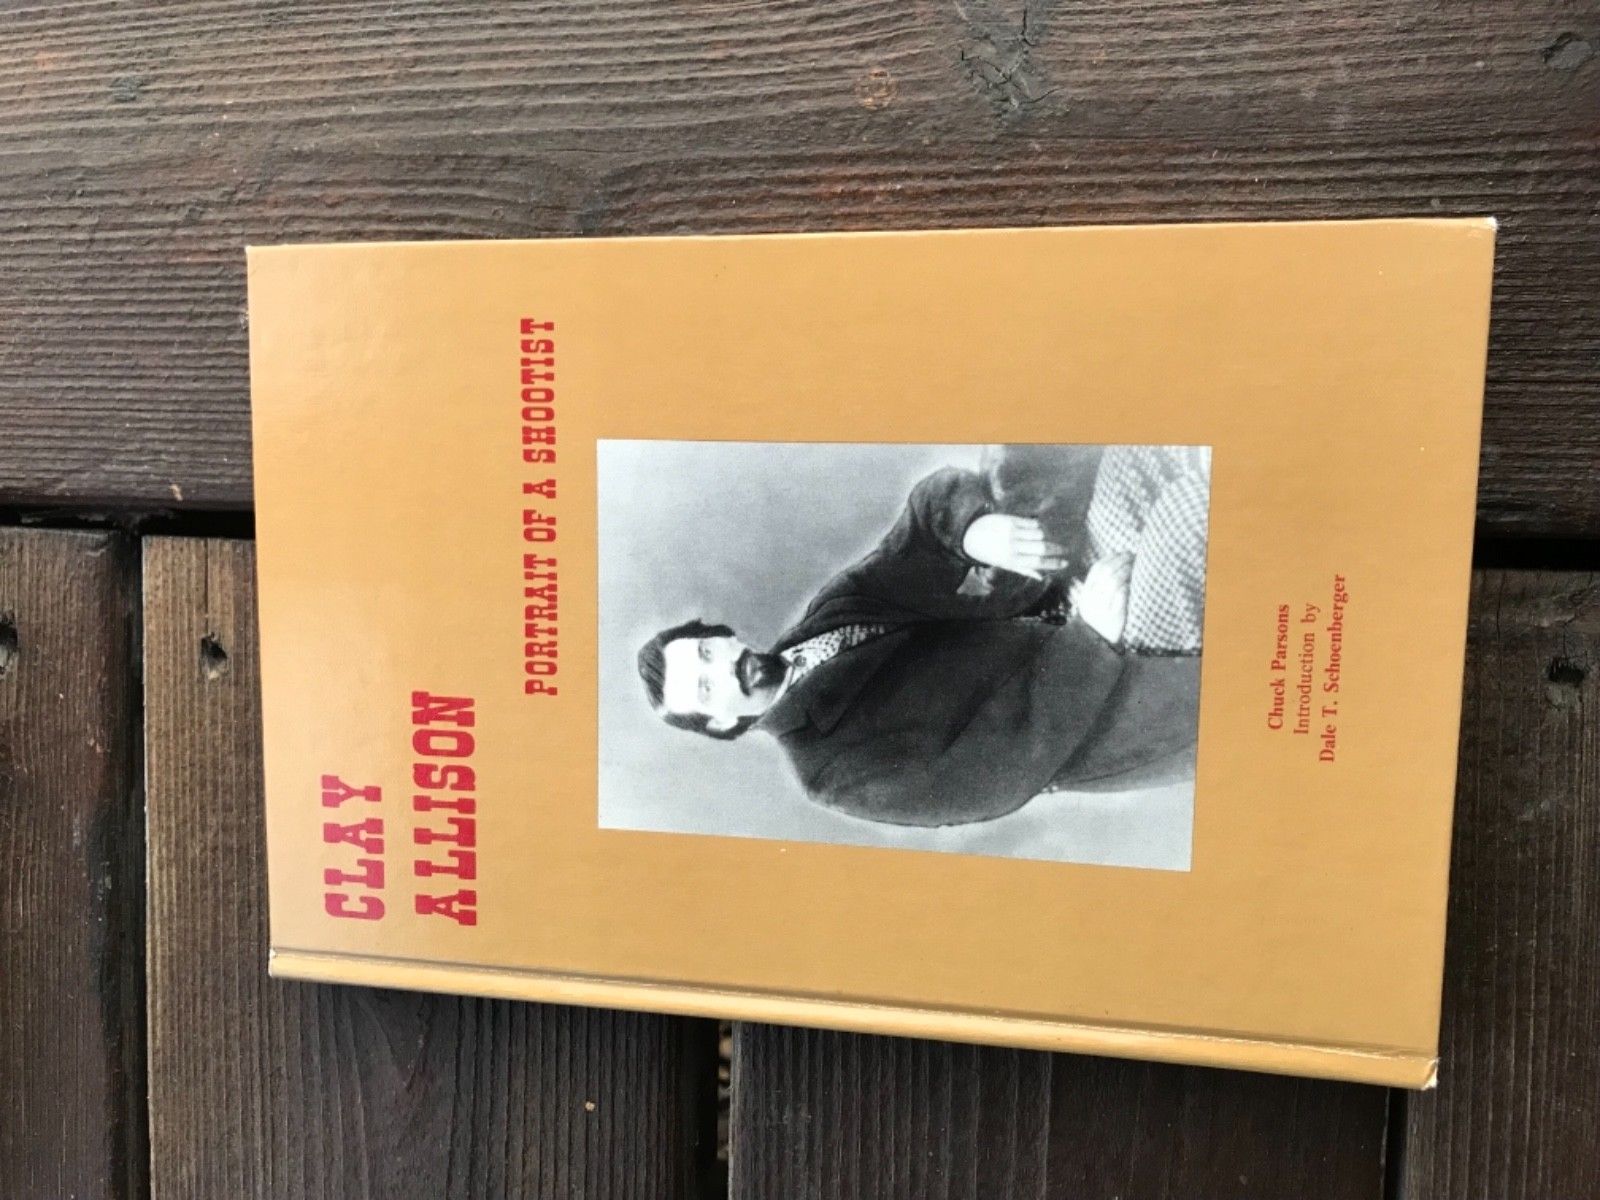 CLAY
ALLISON
PORTRAIT OF A SHOOTIST
Chuck Parsons
Introduction by
Dale T. Schoenberger